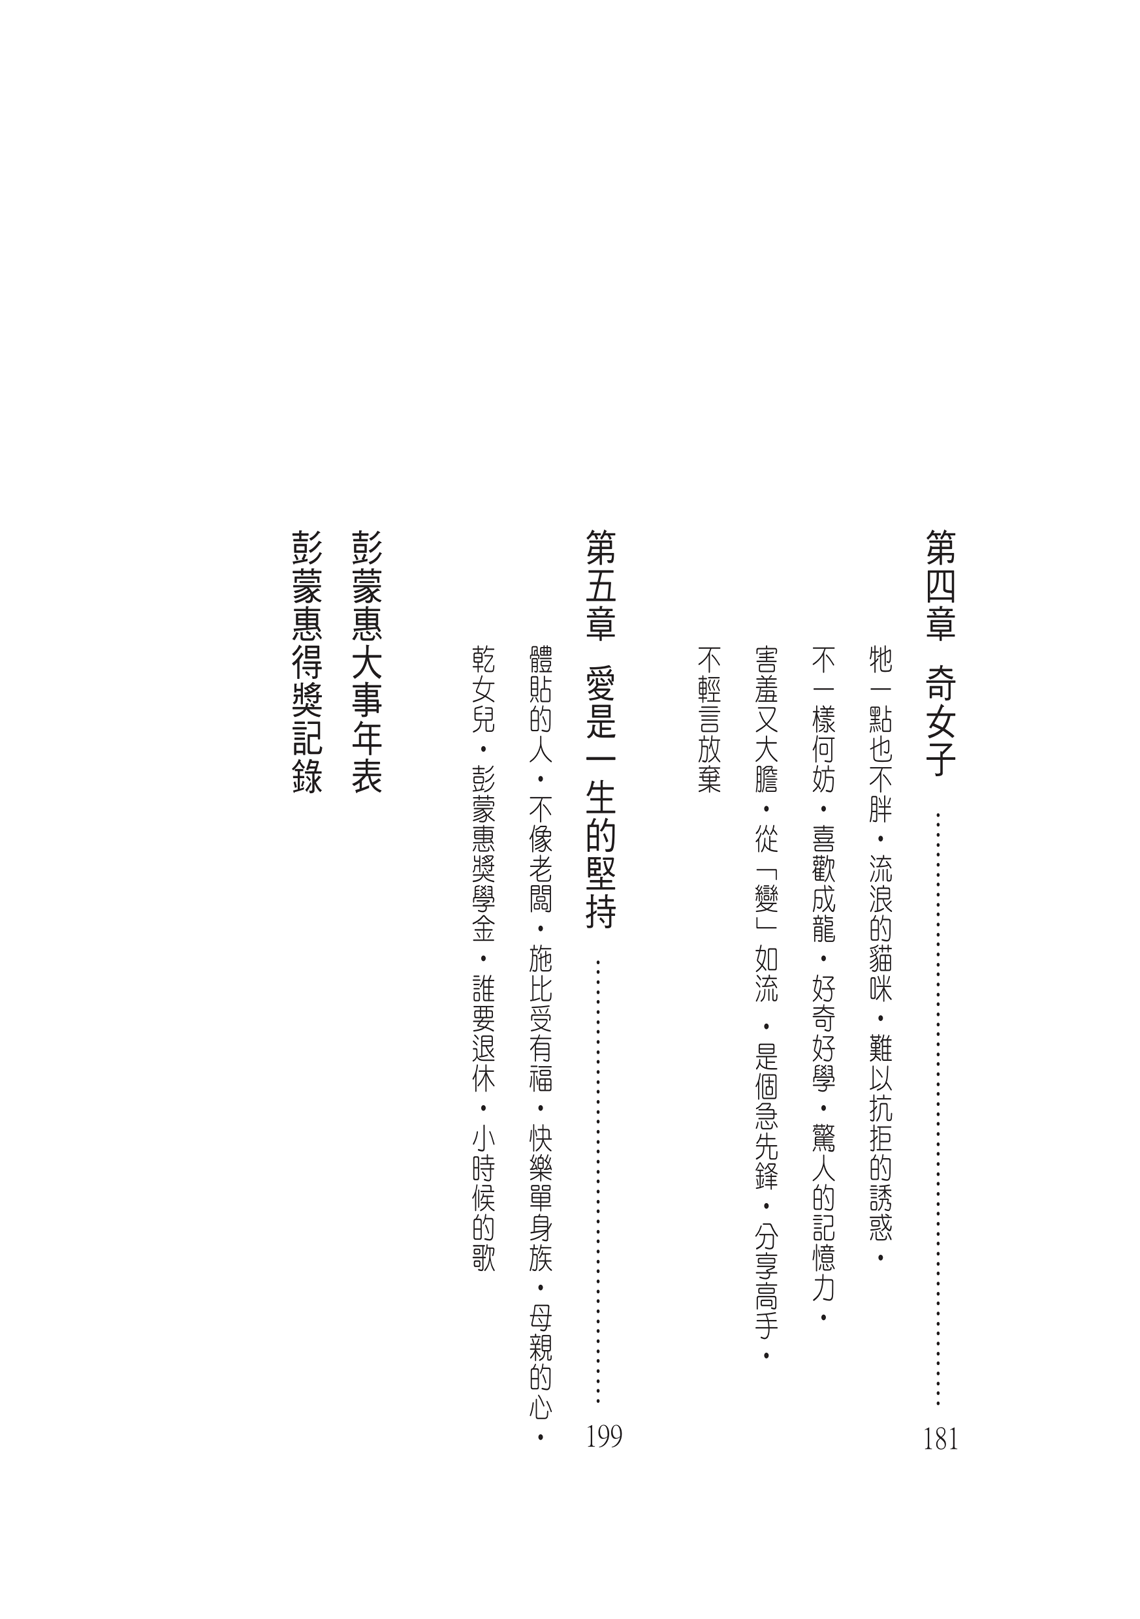 第四章 奇女子……………………………………181
牠一點也不胖・流浪的貓咪・難以抗拒的誘惑・
不一樣何妨・喜歡成龍・好奇好學・驚人的記憶力・
害羞又大膽・從「變」如流・是個急先鋒・分享高手・
不輕言放棄
第五章 愛是一生的堅持……………………………199
體貼的人・不像老闆・施比受有福・快樂單身族・母親的心・
乾女兒・彭蒙惠獎學金・誰要退休・小時候的歌
彭蒙惠大事年表
彭蒙惠得獎記錄